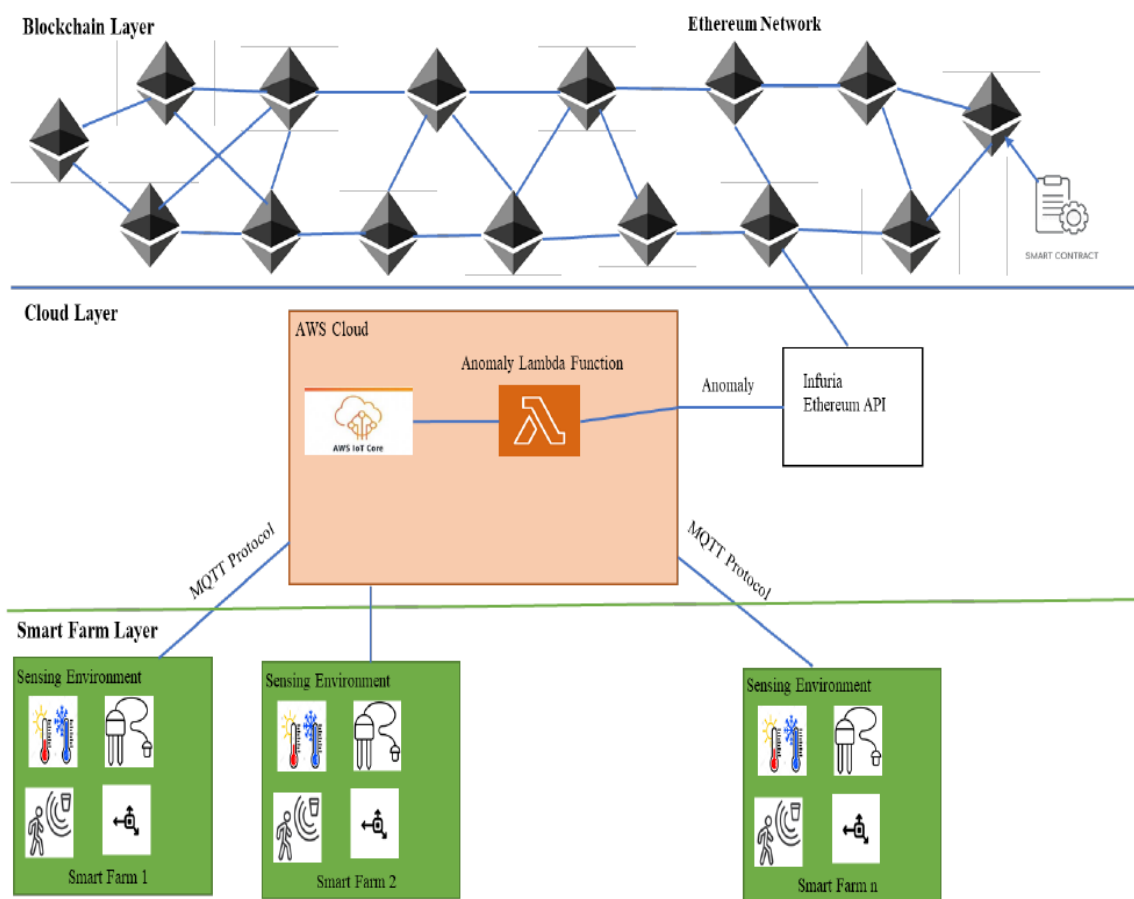 Blockchain Layer
Ethereum Network
SMART CONTRACT
Cloud Layer
AWS Cloud
Anomaly Lambda Function
AWS IoT Core
Anomaly
Infuria
Ethereum API
MQTT Protocol
MQTT Protocol
Smart Farm Layer
Sensing Environment
Smart Farm 1
Sensing Environment
Smart Farm 2
Sensing Environment
Smart Farm n